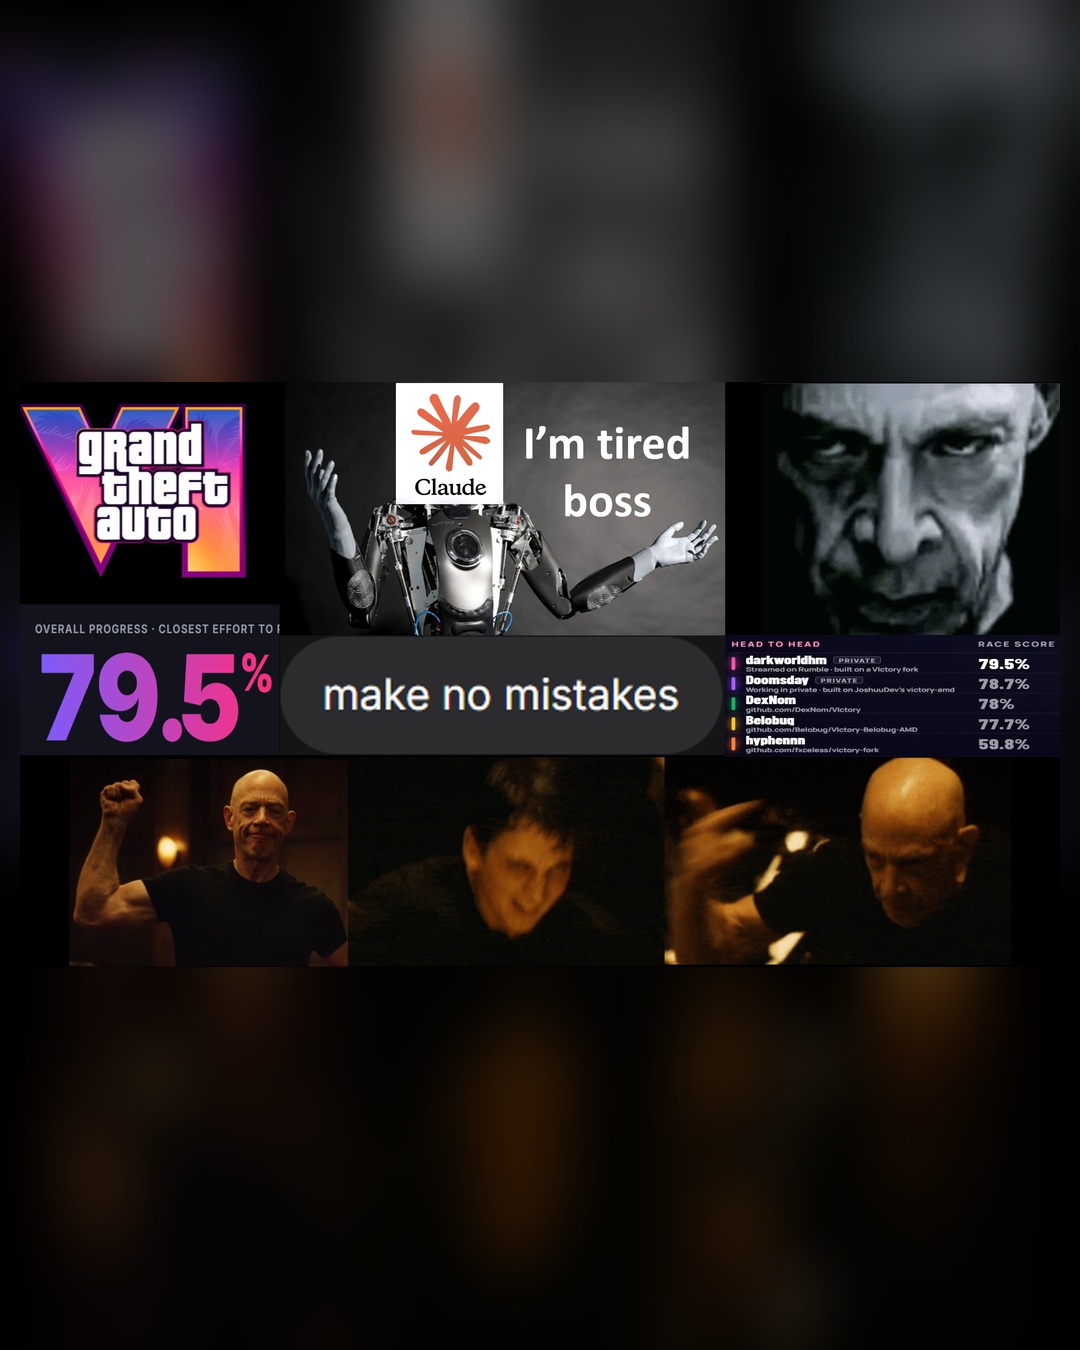 grand
theft
auto
VI
Claude
I’m tired
boss
OVERALL PROGRESS · CLOSEST EFFORT TO
79.5%
make no mistakes
HEAD TO HEAD RACE SCORE
darkworldhm PRIVATE 79.5%
Streamed on Rumble · built on a Victory fork
Doomsday PRIVATE 78.7%
Working in private · built on JoshuuDev's victory-amd
DexNom 78%
github.com/DexNom/Victory
Belobuq 77.7%
github.com/Belobug/Victory-Belobug-AMD
hyphennn 59.8%
github.com/fxceless/victory-fork